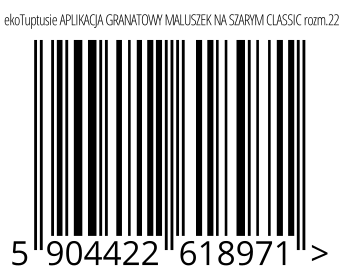 ekoTuptusie APLIKACJA GRANATOWY MALUSZEK NA SZARYM CLASSIC rozm.22
5 904422 618971 >